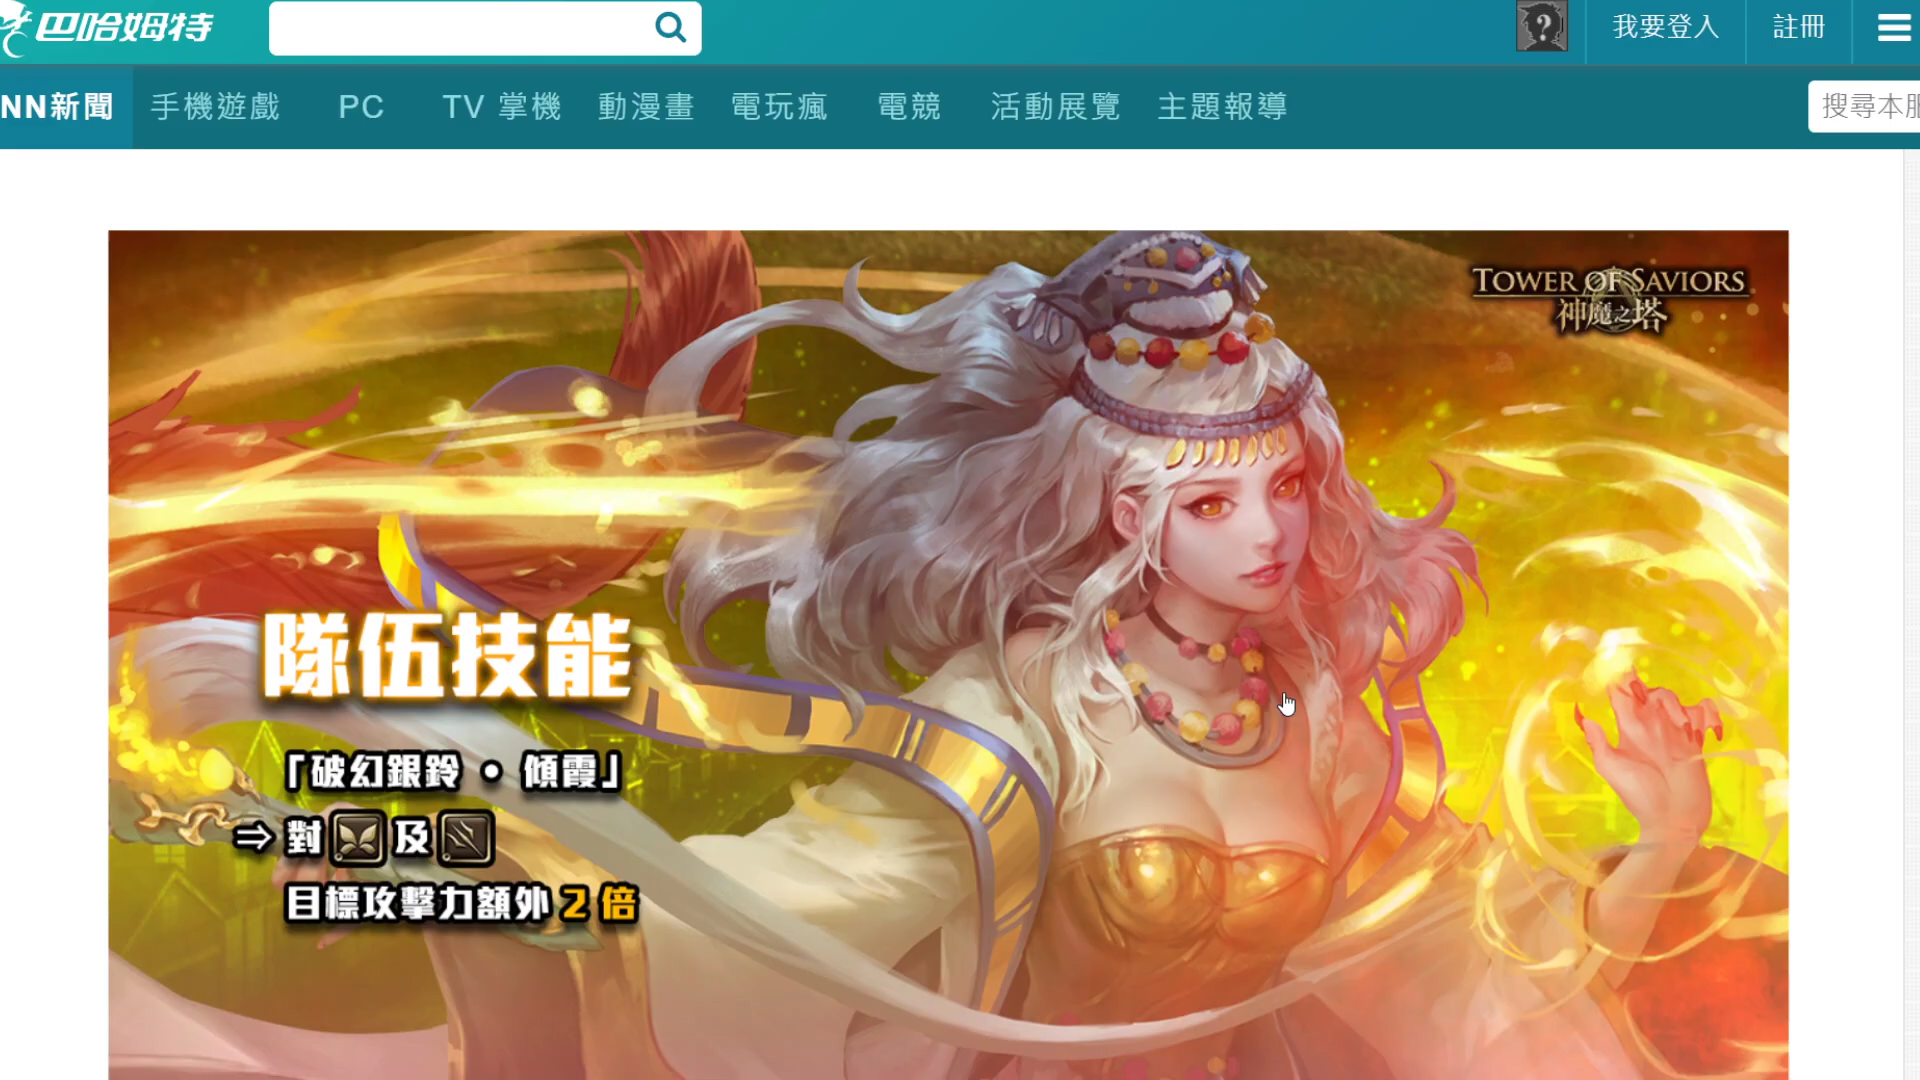 巴哈姆特
我要登入
註冊
NN新聞
手機遊戲
PC
TV 掌機
動漫畫
電玩瘋
電競
活動展覽
主題報導
搜尋本服
TOWER OF SAVIORS
神魔之塔
隊伍技能
「破幻銀鈴 • 傾霞」
⇒ 對 及
目標攻擊力額外 2 倍